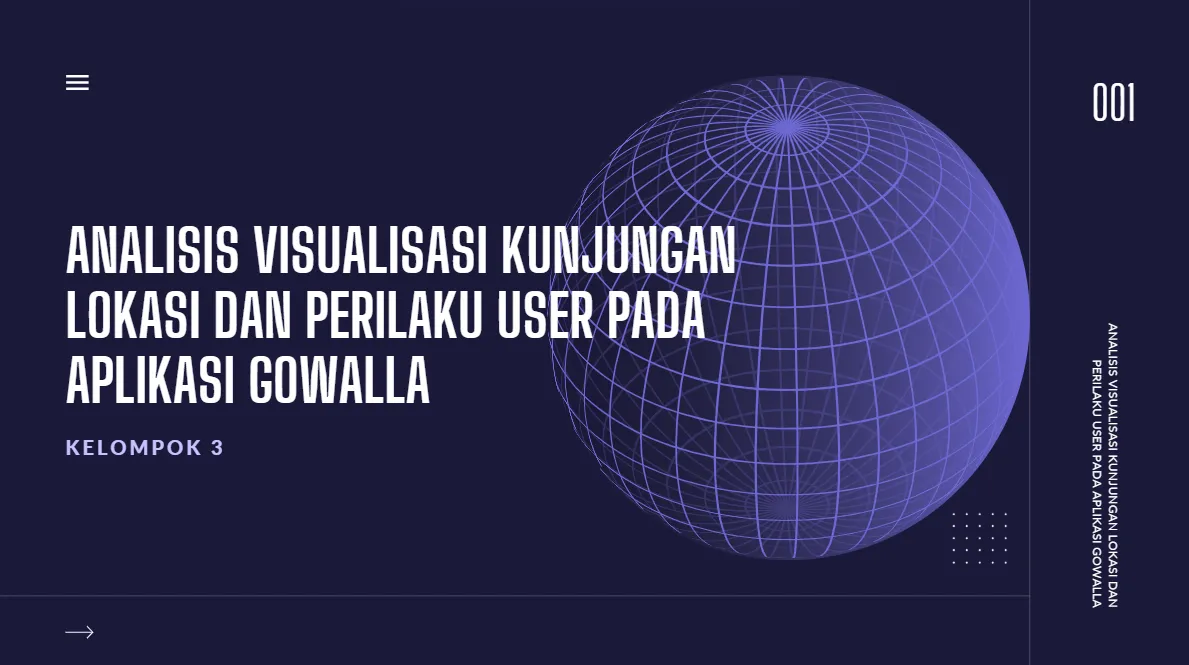 001
ANALISIS VISUALISASI KUNJUNGAN
LOKASI DAN PERILAKU USER PADA
APLIKASI GOWALLA
KELOMPOK 3
ANALISIS VISUALISASI KUNJUNGAN LOKASI DAN
PERILAKU USER PADA APLIKASI GOWALLA